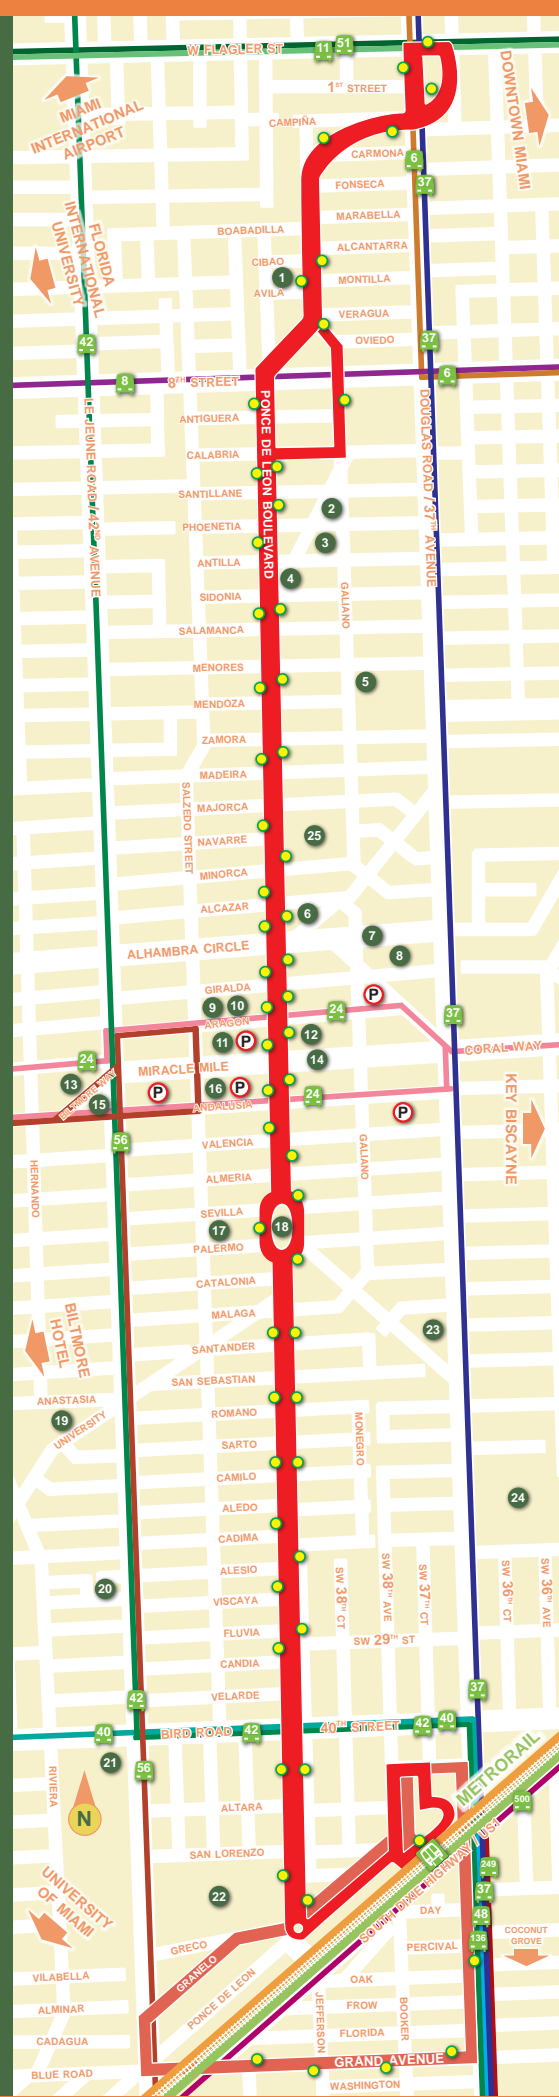 W FLAGLER ST
11
51
1ST STREET
MIAMI
INTERNATIONAL
AIRPORT
DOWNTOWN MIAMI
CAMPIÑA
CARMONA
6
FONSECA
37
MARABELLA
BOABADILLA
ALCANTARRA
FLORIDA
INTERNATIONAL
UNIVERSITY
CIBAO
1
MONTILLA
AVILA
VERAGUA
OVIEDO
42
37
8
8TH STREET
6
PONCE DE LEON BOULEVARD
LE JEUNE ROAD / 42ND AVENUE
DOUGLAS ROAD / 37TH AVENUE
ANTIGUERA
CALABRIA
SANTILLANE
2
PHOENETIA
3
ANTILLA
4
GALIANO
SIDONIA
SALAMANCA
MENORES
5
MENDOZA
ZAMORA
MADEIRA
SALZEDO STREET
MAJORCA
NAVARRE
25
MINORCA
ALCAZAR
6
7
ALHAMBRA CIRCLE
8
GIRALDA
P
9
10
24
37
ARAGON
11
P
12
CORAL WAY
24
14
MIRACLE MILE
13
BILTMORE WAY
P
16
P
24
15
ANDALUSIA
P
KEY BISCAYNE
56
VALENCIA
GALIANO
HERNANDO
ALMERIA
SEVILLA
17
18
PALERMO
CATALONIA
MALAGA
23
BILTMORE
HOTEL
SANTANDER
SAN SEBASTIAN
ANASTASIA
19
UNIVERSITY
ROMANO
MONEGRO
SARTO
CAMILO
24
ALEDO
CADIMA
ALESIO
SW 38TH CT
SW 38TH AVE
SW 37TH CT
SW 36TH CT
SW 36TH AVE
20
VISCAYA
FLUVIA
SW 29TH ST
CANDIA
VELARDE
37
42
40
BIRD ROAD
42
40TH STREET
42
40
21
56
RIVIERA
METRORAIL
500
N
ALTARA
SOUTH DIXIE HIGHWAY / US-1
SAN LORENZO
249
37
UNIVERSITY
OF MIAMI
22
DAY
48
COCONUT
GROVE
GRECO
PERCIVAL
136
GRANELO
VILABELLA
PONCE DE LEON
OAK
ALMINAR
JEFFERSON
FROW
BOOKER
CADAGUA
FLORIDA
BLUE ROAD
GRAND AVENUE
WASHINGTON